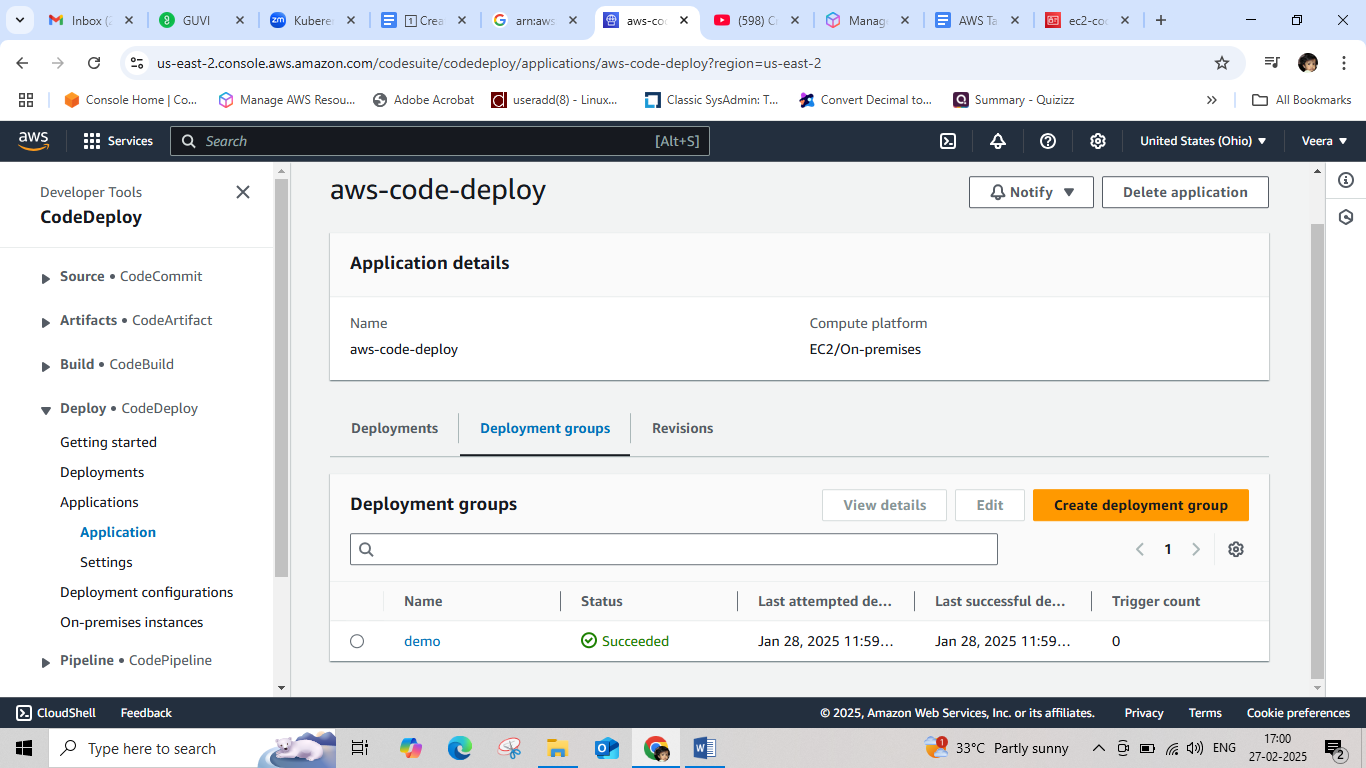 Inbox (2
GUVI
Kubere
1 Crea
arn:aws
aws-co
(598) C
Manag
AWS Ta
ec2-co
us-east-2.console.aws.amazon.com/codesuite/codedeploy/applications/aws-code-deploy?region=us-east-2
Console Home | Co...
Manage AWS Resou...
Adobe Acrobat
useradd(8) - Linux...
Classic SysAdmin: T...
Convert Decimal to...
Summary - Quizizz
All Bookmarks
aws
Services
Search
[Alt+S]
United States (Ohio)
Veera
Developer Tools
CodeDeploy
Source • CodeCommit
Artifacts • CodeArtifact
Build • CodeBuild
Deploy • CodeDeploy
Getting started
Deployments
Applications
Application
Settings
Deployment configurations
On-premises instances
Pipeline • CodePipeline
aws-code-deploy
Notify
Delete application
Application details
Name
Compute platform
aws-code-deploy
EC2/On-premises
Deployments
Deployment groups
Revisions
Deployment groups
View details
Edit
Create deployment group
1
Name
Status
Last attempted de...
Last successful de...
Trigger count
demo
Succeeded
Jan 28, 2025 11:59...
Jan 28, 2025 11:59...
0
CloudShell
Feedback
© 2025, Amazon Web Services, Inc. or its affiliates.
Privacy
Terms
Cookie preferences
Type here to search
1
33°C Partly sunny
ENG
17:00
27-02-2025
2